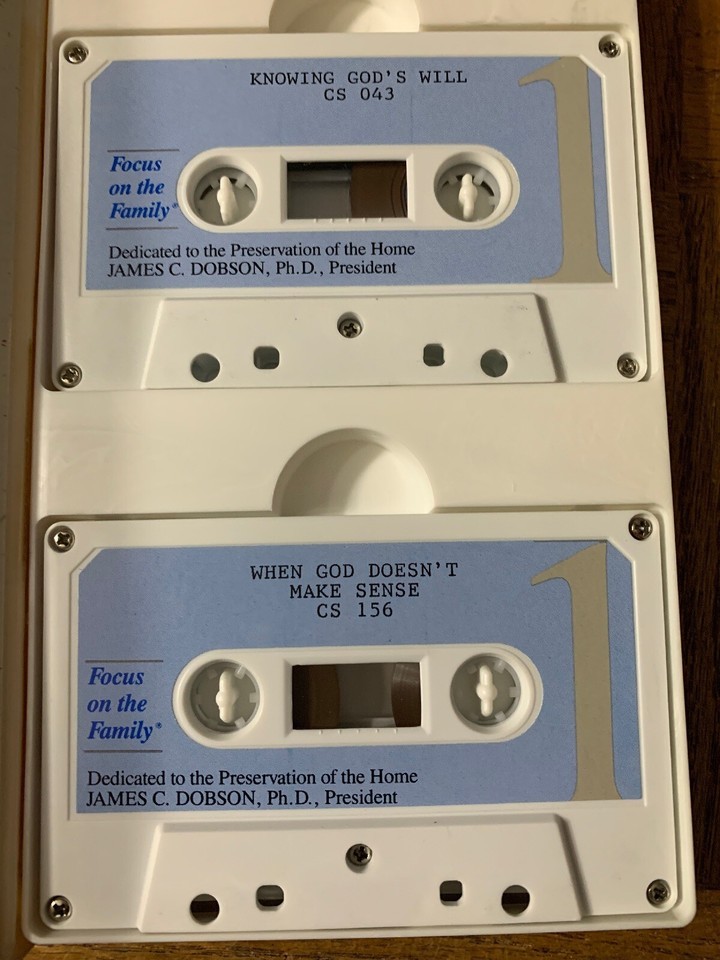 KNOWING GOD'S WILL
CS 043
1
Focus
on the
Family®
Dedicated to the Preservation of the Home
JAMES C. DOBSON, Ph.D., President
WHEN GOD DOESN'T
MAKE SENSE
CS 156
1
Focus
on the
Family®
Dedicated to the Preservation of the Home
JAMES C. DOBSON, Ph.D., President